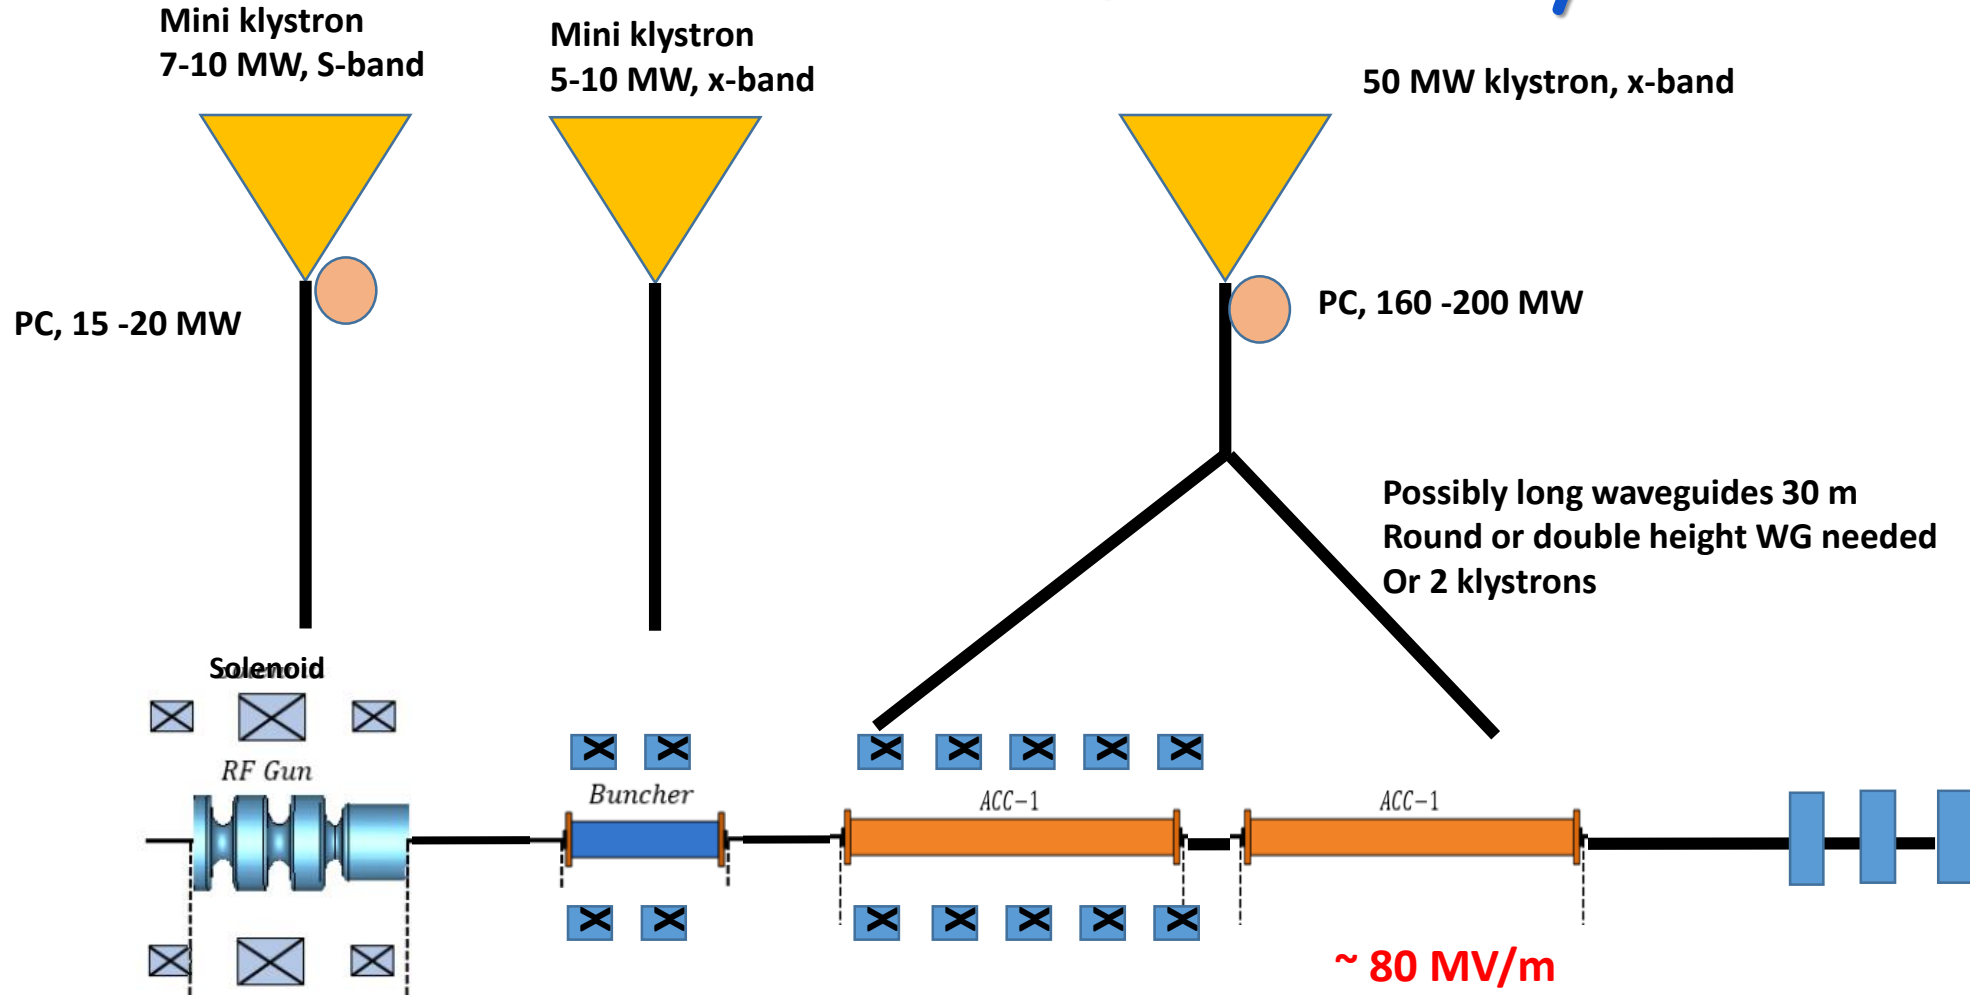 Mini klystron
7-10 MW, S-band
Mini klystron
5-10 MW, x-band
50 MW klystron, x-band
PC, 15 -20 MW
PC, 160 -200 MW
Possibly long waveguides 30 m
Round or double height WG needed
Or 2 klystrons
Solenoid
RF Gun
Buncher
ACC-1
ACC-1
X X X X X X X
X X X X X X X
~ 80 MV/m